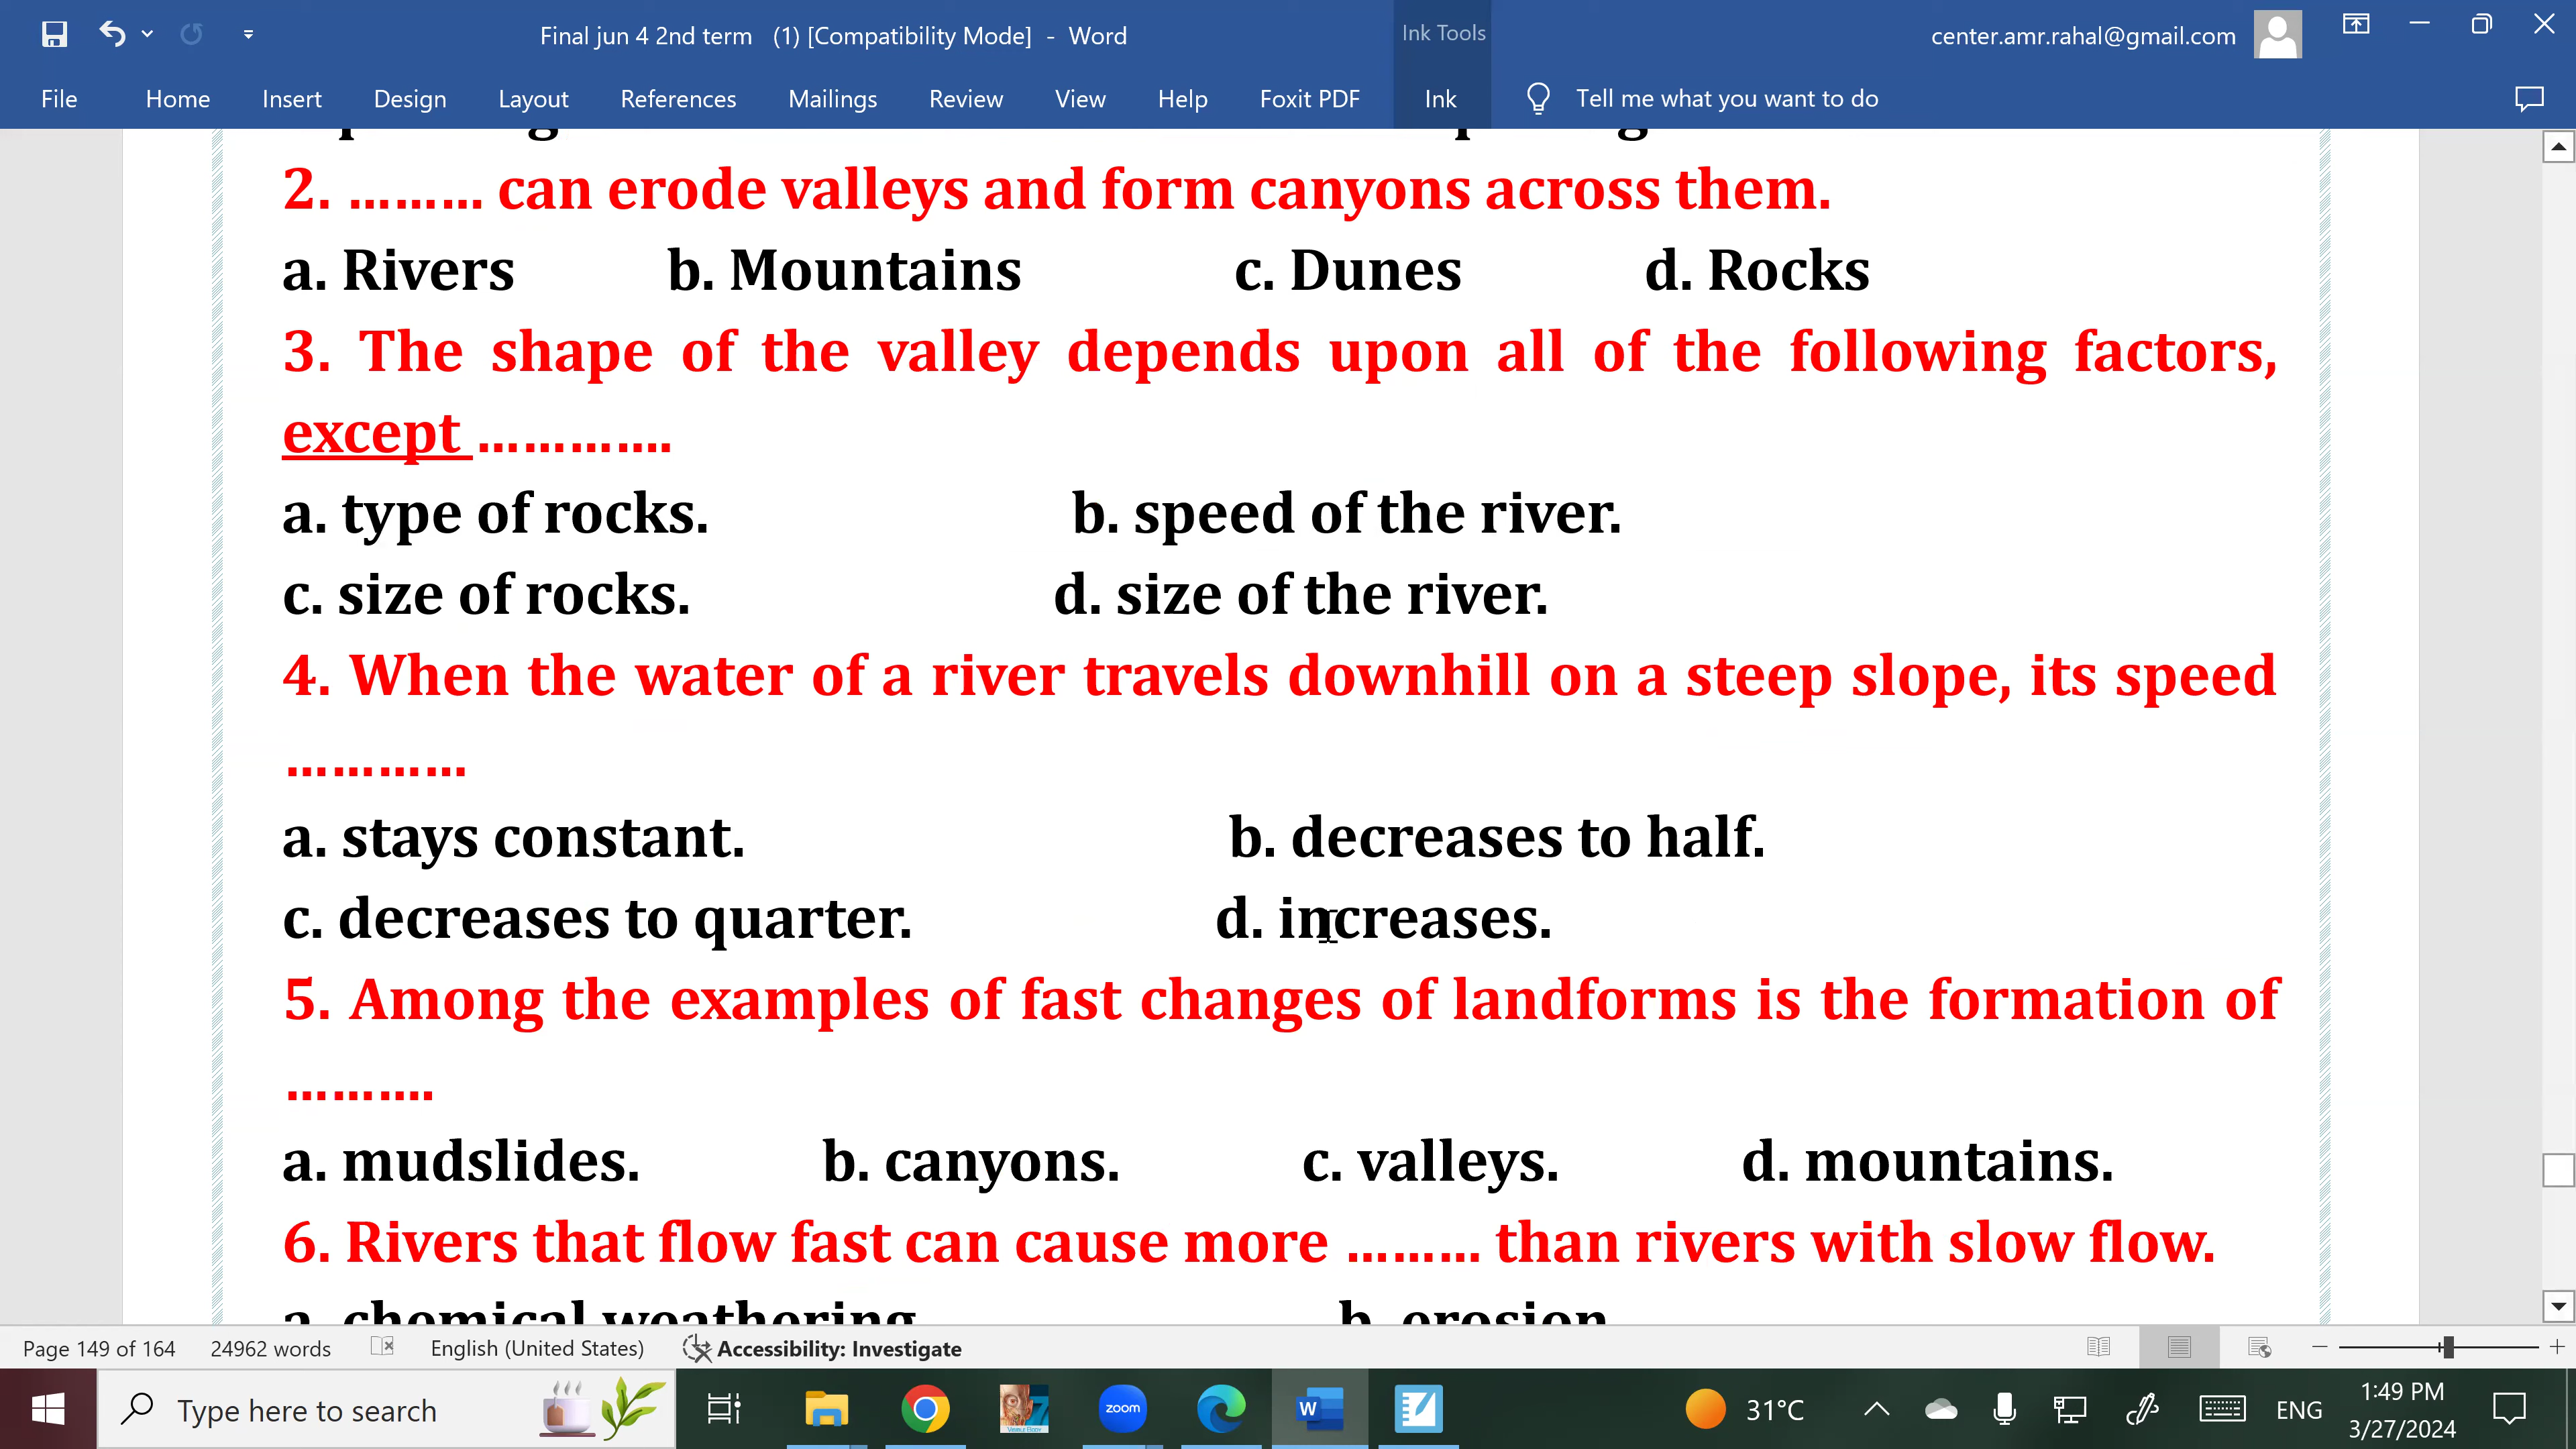 Final jun 4 2nd term (1) [Compatibility Mode] - Word
Ink Tools
center.amr.rahal@gmail.com
File Home Insert Design Layout References Mailings Review View Help Foxit PDF Ink Tell me what you want to do
2. ......... can erode valleys and form canyons across them.
a. Rivers b. Mountains c. Dunes d. Rocks
3. The shape of the valley depends upon all of the following factors,
except .............
a. type of rocks. b. speed of the river.
c. size of rocks. d. size of the river.
4. When the water of a river travels downhill on a steep slope, its speed
............
a. stays constant. b. decreases to half.
c. decreases to quarter. d. increases.
5. Among the examples of fast changes of landforms is the formation of
..........
a. mudslides. b. canyons. c. valleys. d. mountains.
6. Rivers that flow fast can cause more ......... than rivers with slow flow.
a. chemical weathering b. erosion
Page 149 of 164 24962 words English (United States) Accessibility: Investigate
Type here to search
zoom
W
31°C
ENG
1:49 PM
3/27/2024